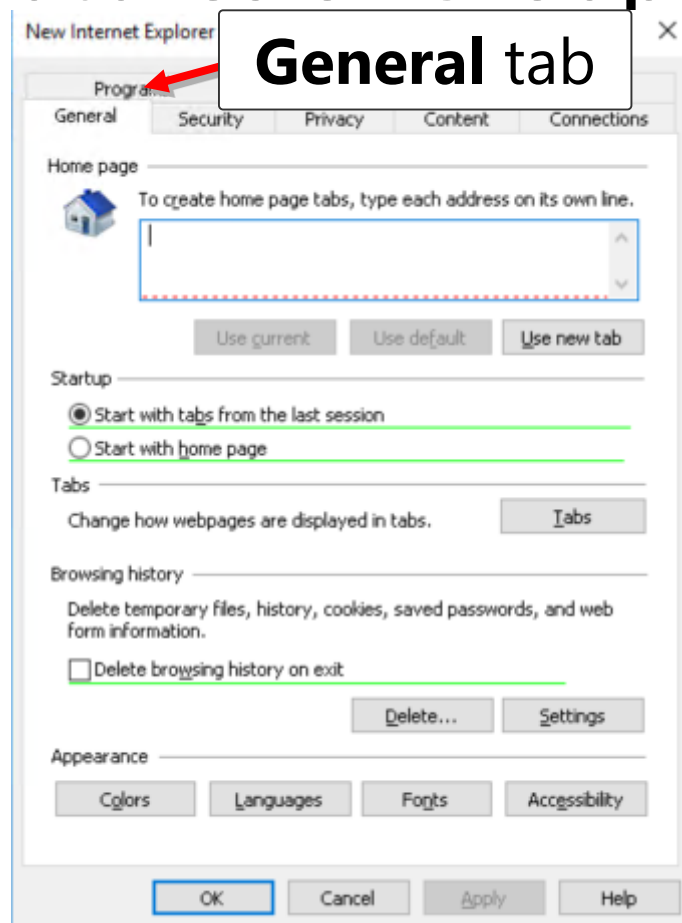 New Internet Explorer
General tab
General Security Privacy Content Connections
Home page
To create home page tabs, type each address on its own line.
Use current Use default Use new tab
Startup
Start with tabs from the last session
Start with home page
Tabs
Change how webpages are displayed in tabs. Tabs
Browsing history
Delete temporary files, history, cookies, saved passwords, and web
form information.
Delete browsing history on exit
Delete... Settings
Appearance
Colors Languages Fonts Accessibility
OK Cancel Apply Help